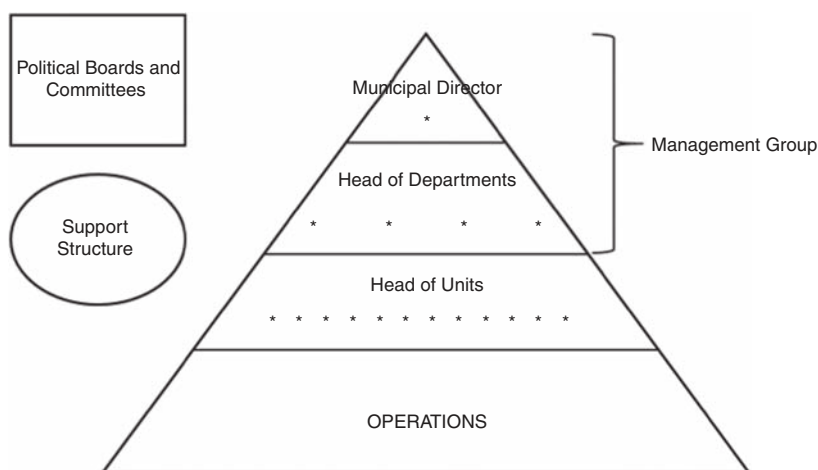 Political Boards and
Committees
Support
Structure
Municipal Director
*
Head of Departments
* * * *
Head of Units
* * * * * * * * * * * *
OPERATIONS
Management Group